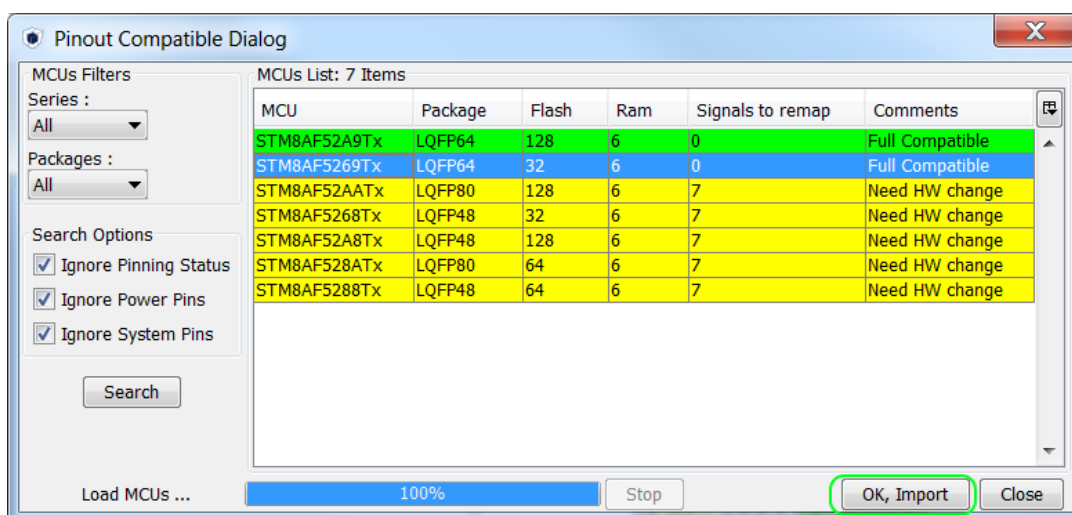 Pinout Compatible Dialog
MCUs Filters
Series :
All
Packages :
All
Search Options
Ignore Pinning Status
Ignore Power Pins
Ignore System Pins
Search
MCUs List: 7 Items
MCU Package Flash Ram Signals to remap Comments
STM8AF52A9Tx LQFP64 128 6 0 Full Compatible
STM8AF5269Tx LQFP64 32 6 0 Full Compatible
STM8AF52AATx LQFP80 128 6 7 Need HW change
STM8AF5268Tx LQFP48 32 6 7 Need HW change
STM8AF52A8Tx LQFP48 128 6 7 Need HW change
STM8AF528ATx LQFP80 64 6 7 Need HW change
STM8AF5288Tx LQFP48 64 6 7 Need HW change
Load MCUs ... 100% Stop OK, Import Close